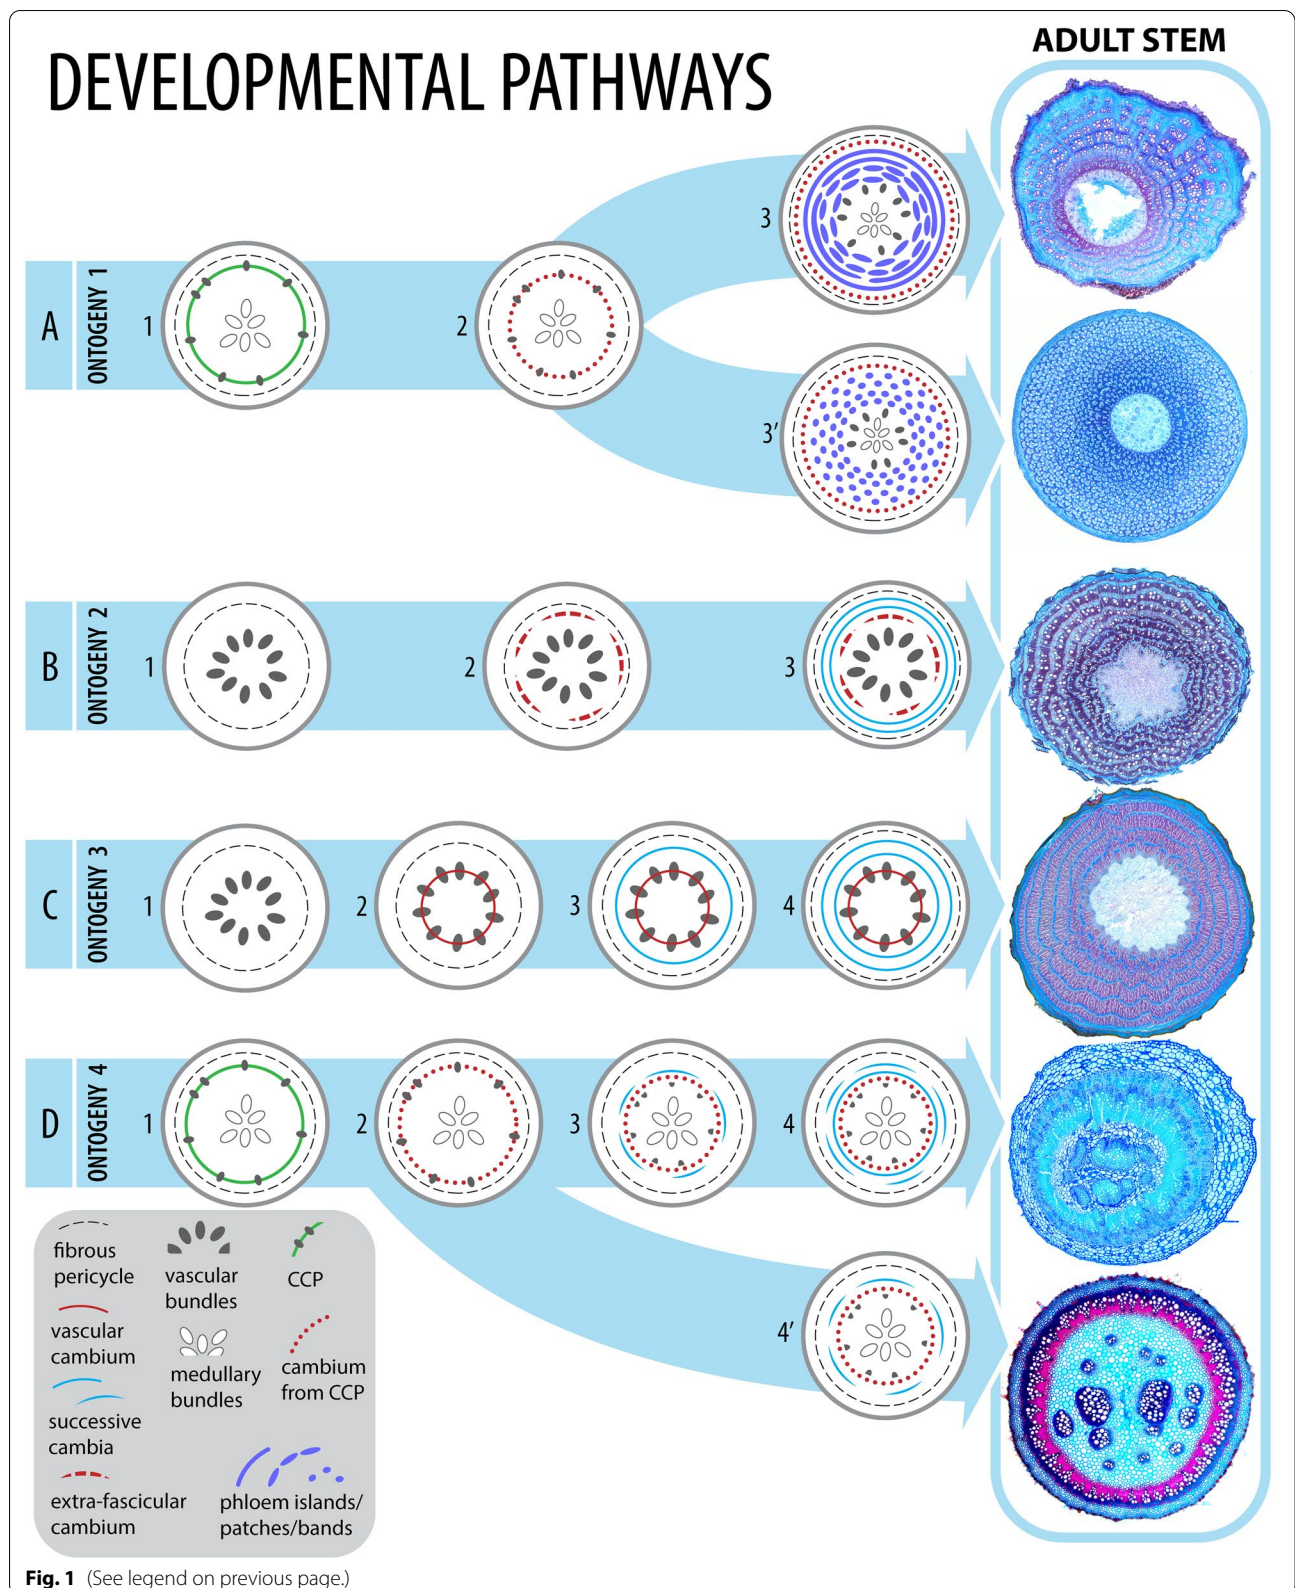 DEVELOPMENTAL PATHWAYS
ADULT STEM
A
ONTOGENY 1
1
2
3
3′
B
ONTOGENY 2
1
2
3
C
ONTOGENY 3
1
2
3
4
D
ONTOGENY 4
1
2
3
4
4′
fibrous
pericycle
vascular
bundles
CCP
vascular
cambium
medullary
bundles
cambium
from CCP
successive
cambia
extra-fascicular
cambium
phloem islands/
patches/bands
Fig. 1 (See legend on previous page.)